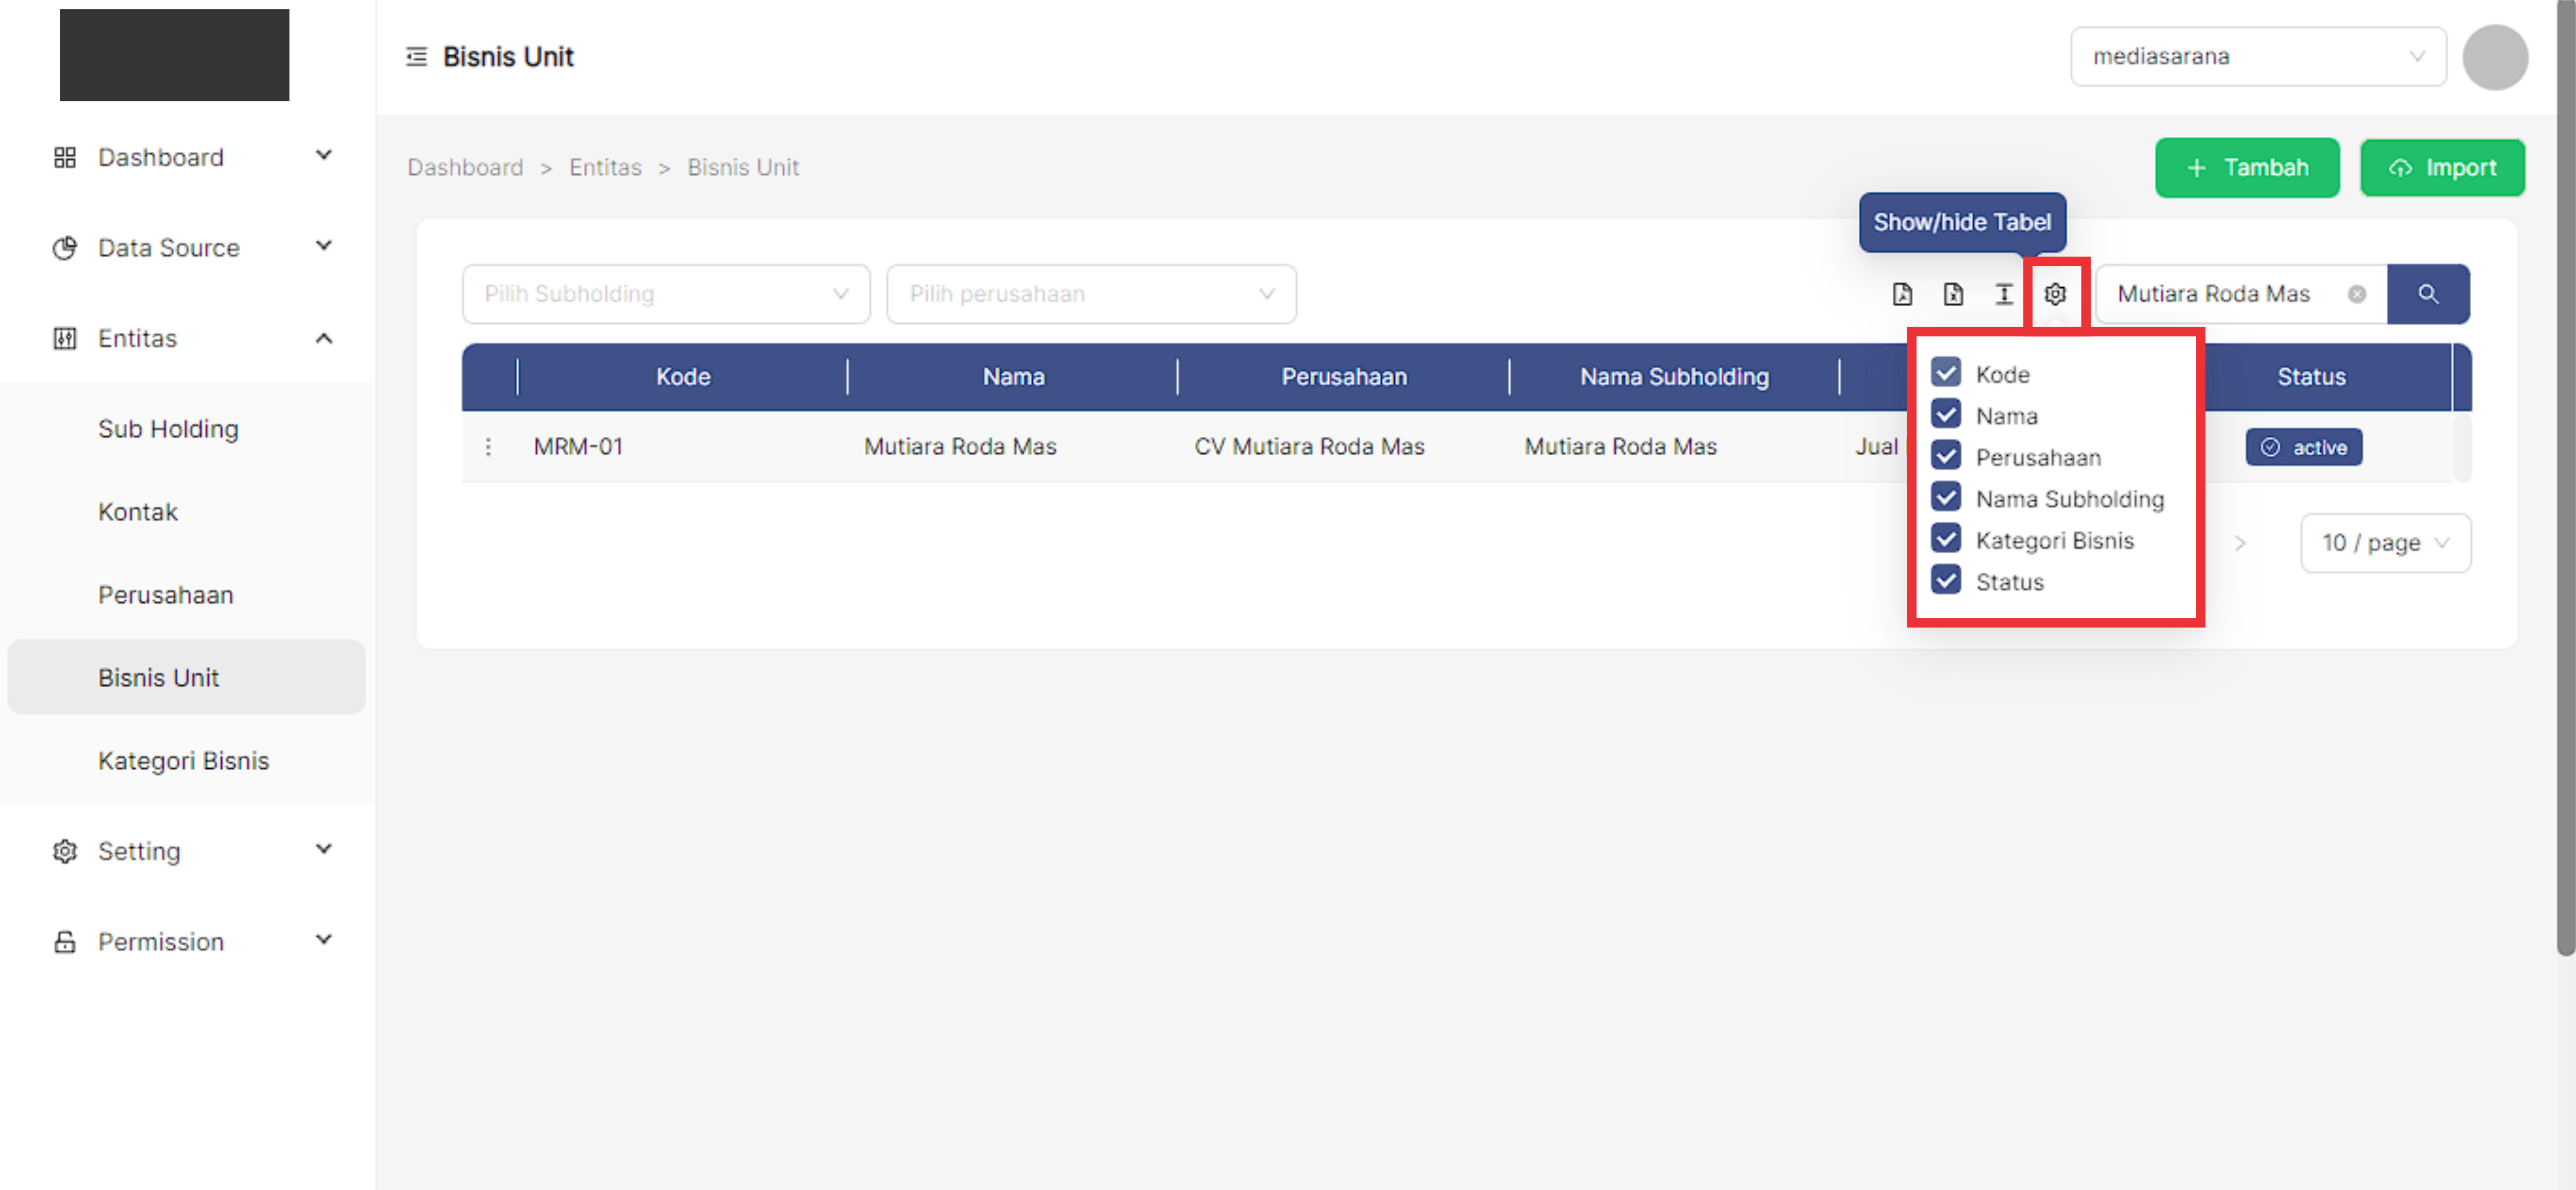 Bisnis Unit
mediasarana
Dashboard
Data Source
Entitas
Sub Holding
Kontak
Perusahaan
Bisnis Unit
Kategori Bisnis
Setting
Permission
Dashboard > Entitas > Bisnis Unit
+ Tambah
Import
Show/hide Tabel
Pilih Subholding
Pilih perusahaan
Mutiara Roda Mas
Kode Nama Perusahaan Nama Subholding Status
MRM-01 Mutiara Roda Mas CV Mutiara Roda Mas Mutiara Roda Mas Jual active
Kode
Nama
Perusahaan
Nama Subholding
Kategori Bisnis
Status
> 10 / page